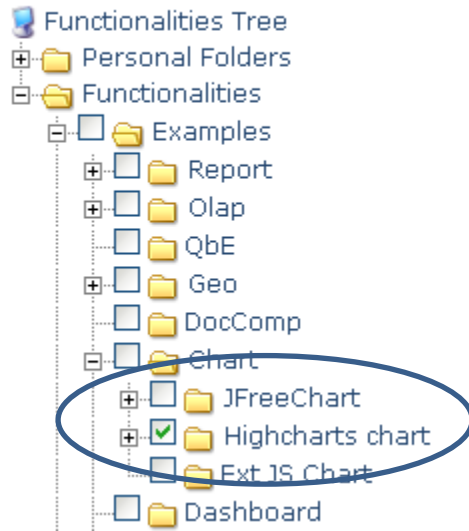 Functionalities Tree
Personal Folders
Functionalities
Examples
Report
Olap
QbE
Geo
DocComp
Chart
JFreeChart
Highcharts chart
Ext JS Chart
Dashboard